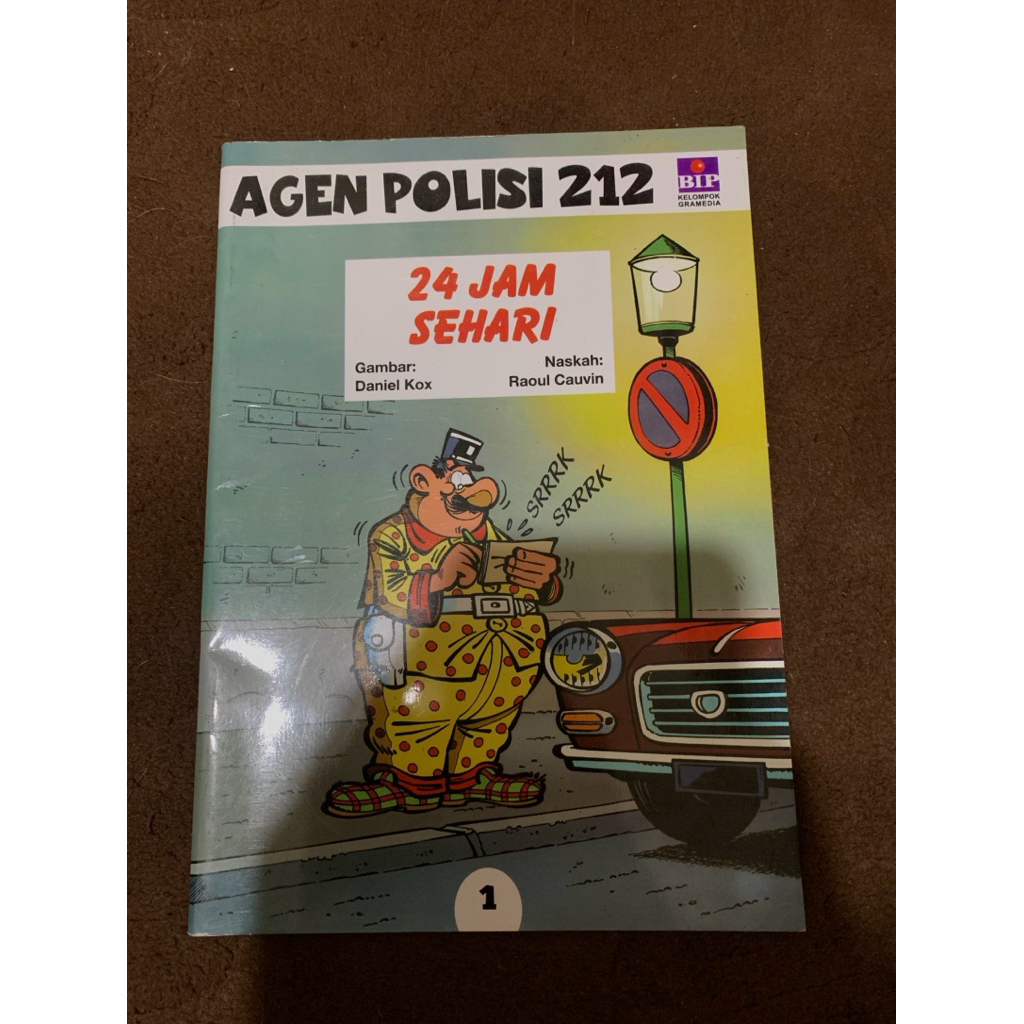 AGEN POLISI 212
BIP
KELOMPOK
GRAMEDIA
24 JAM
SEHARI
Gambar:
Daniel Kox
Naskah:
Raoul Cauvin
SRRRK
SRRRK
1